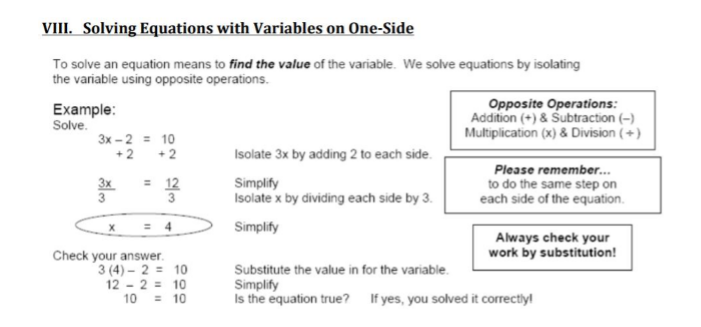 VIII. Solving Equations with Variables on One-Side
To solve an equation means to find the value of the variable. We solve equations by isolating
the variable using opposite operations.
Example:
Solve.
3x – 2 = 10
+ 2 + 2 Isolate 3x by adding 2 to each side.
3x = 12 Simplify
3 3 Isolate x by dividing each side by 3.
x = 4 Simplify
Check your answer.
3 (4) – 2 = 10 Substitute the value in for the variable.
12 – 2 = 10 Simplify
10 = 10 Is the equation true? If yes, you solved it correctly!
Opposite Operations:
Addition (+) & Subtraction (–)
Multiplication (x) & Division (÷)
Please remember...
to do the same step on
each side of the equation.
Always check your
work by substitution!